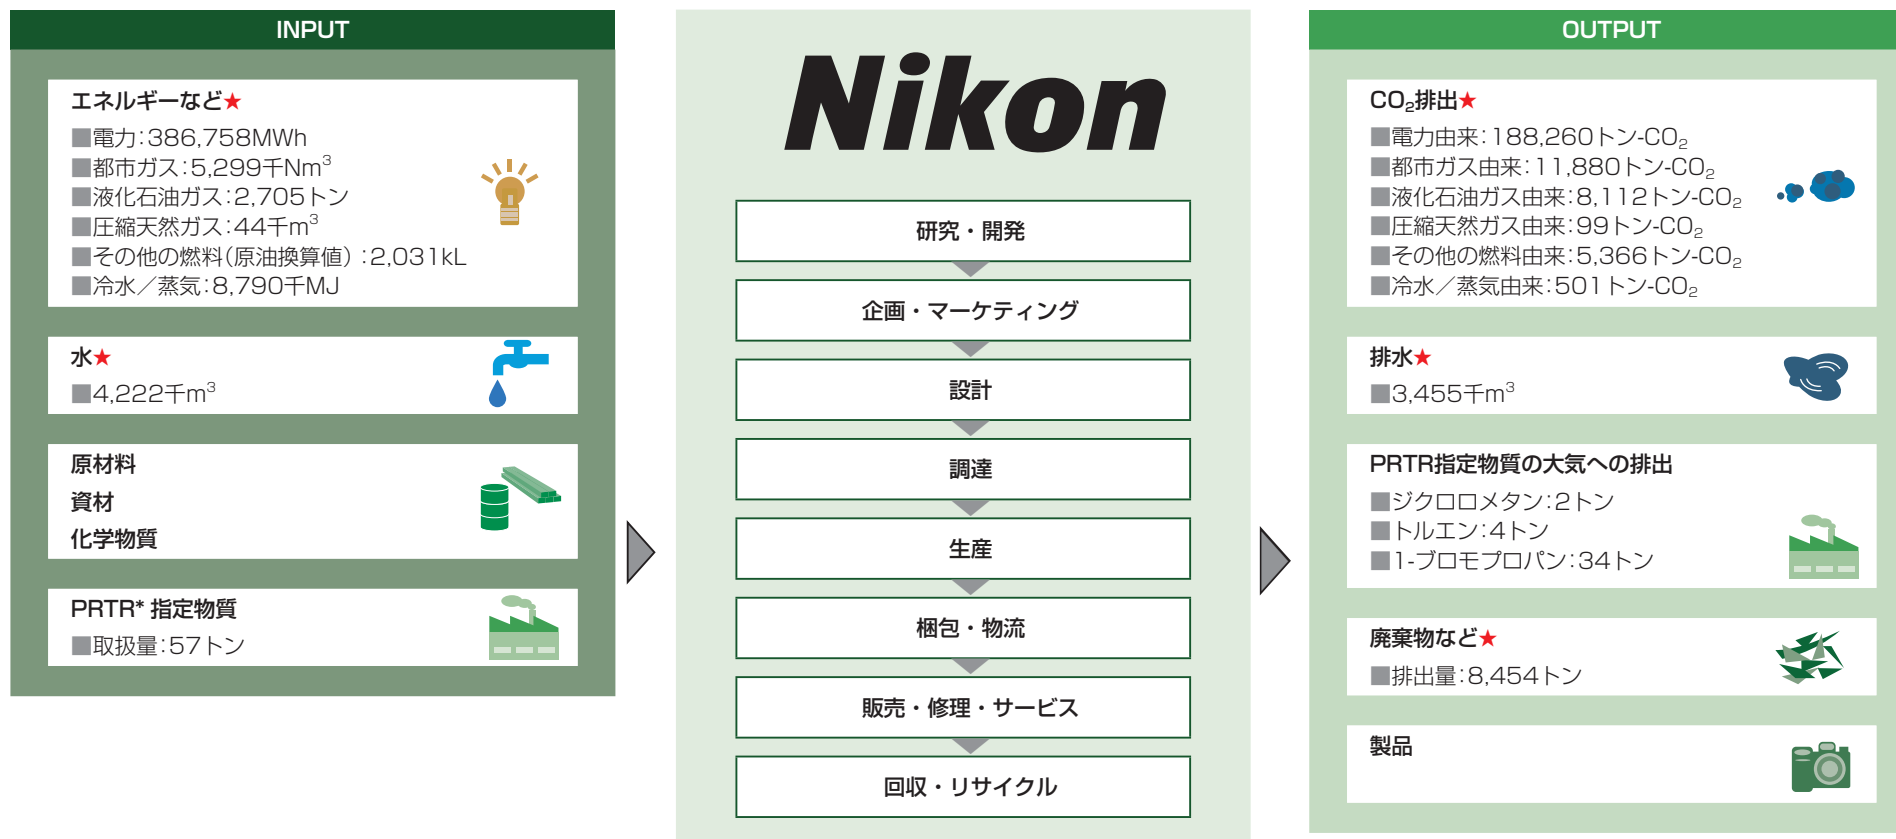 INPUT
エネルギーなど★
■電力：386,758MWh
■都市ガス：5,299千Nm³
■液化石油ガス：2,705トン
■圧縮天然ガス：44千m³
■その他の燃料（原油換算値）：2,031kL
■冷水／蒸気：8,790千MJ
水★
■4,222千m³
原材料
資材
化学物質
PRTR* 指定物質
■取扱量：57トン
Nikon
研究・開発
企画・マーケティング
設計
調達
生産
梱包・物流
販売・修理・サービス
回収・リサイクル
OUTPUT
CO₂排出★
■電力由来：188,260トン-CO₂
■都市ガス由来：11,880トン-CO₂
■液化石油ガス由来：8,112トン-CO₂
■圧縮天然ガス由来：99トン-CO₂
■その他の燃料由来：5,366トン-CO₂
■冷水／蒸気由来：501トン-CO₂
排水★
■3,455千m³
PRTR指定物質の大気への排出
■ジクロロメタン：2トン
■トルエン：4トン
■1-ブロモプロパン：34トン
廃棄物など★
■排出量：8,454トン
製品